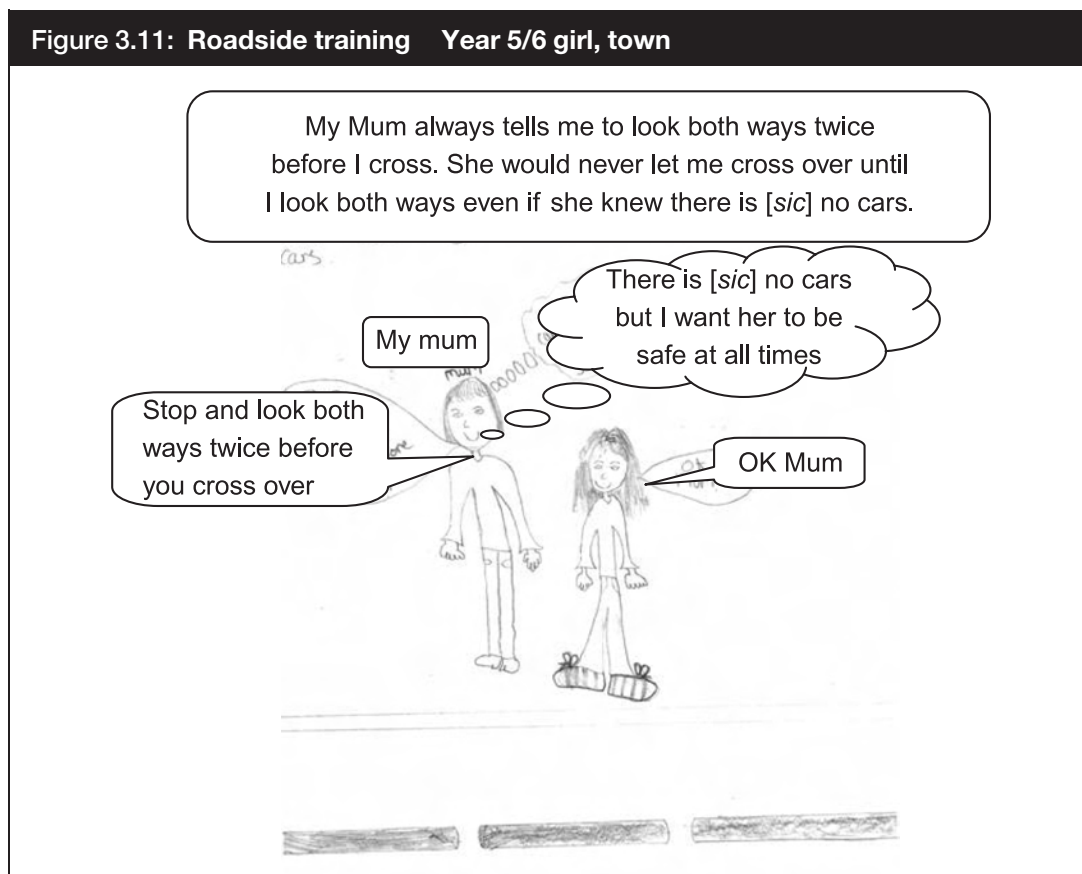 Figure 3.11: Roadside training Year 5/6 girl, town
My Mum always tells me to look both ways twice
before I cross. She would never let me cross over until
I look both ways even if she knew there is [sic] no cars.
cars.
There is [sic] no cars
but I want her to be
safe at all times
My mum
mum
Stop and look both
ways twice before
you cross over
OK Mum